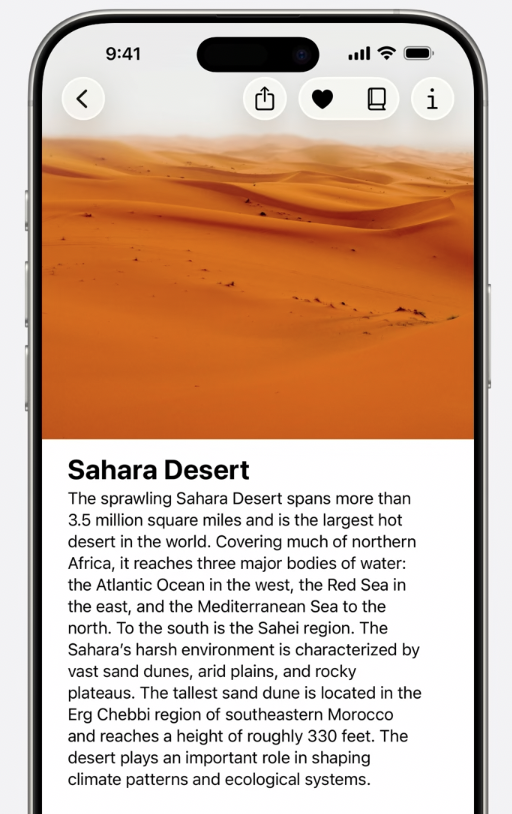 9:41
Sahara Desert
The sprawling Sahara Desert spans more than
3.5 million square miles and is the largest hot
desert in the world. Covering much of northern
Africa, it reaches three major bodies of water:
the Atlantic Ocean in the west, the Red Sea in
the east, and the Mediterranean Sea to the
north. To the south is the Sahei region. The
Sahara’s harsh environment is characterized by
vast sand dunes, arid plains, and rocky
plateaus. The tallest sand dune is located in the
Erg Chebbi region of southeastern Morocco
and reaches a height of roughly 330 feet. The
desert plays an important role in shaping
climate patterns and ecological systems.